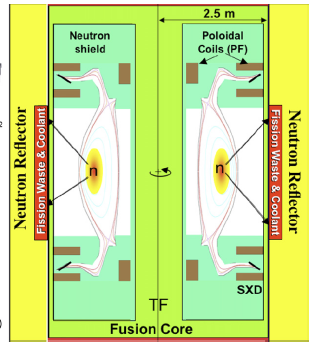 2.5 m
Neutron
shield
Poloidal
Coils (PF)
Neutron Reflector
Fission Waste & Coolant
n
n
Fission Waste & Coolant
Neutron Reflector
SXD
TF
Fusion Core